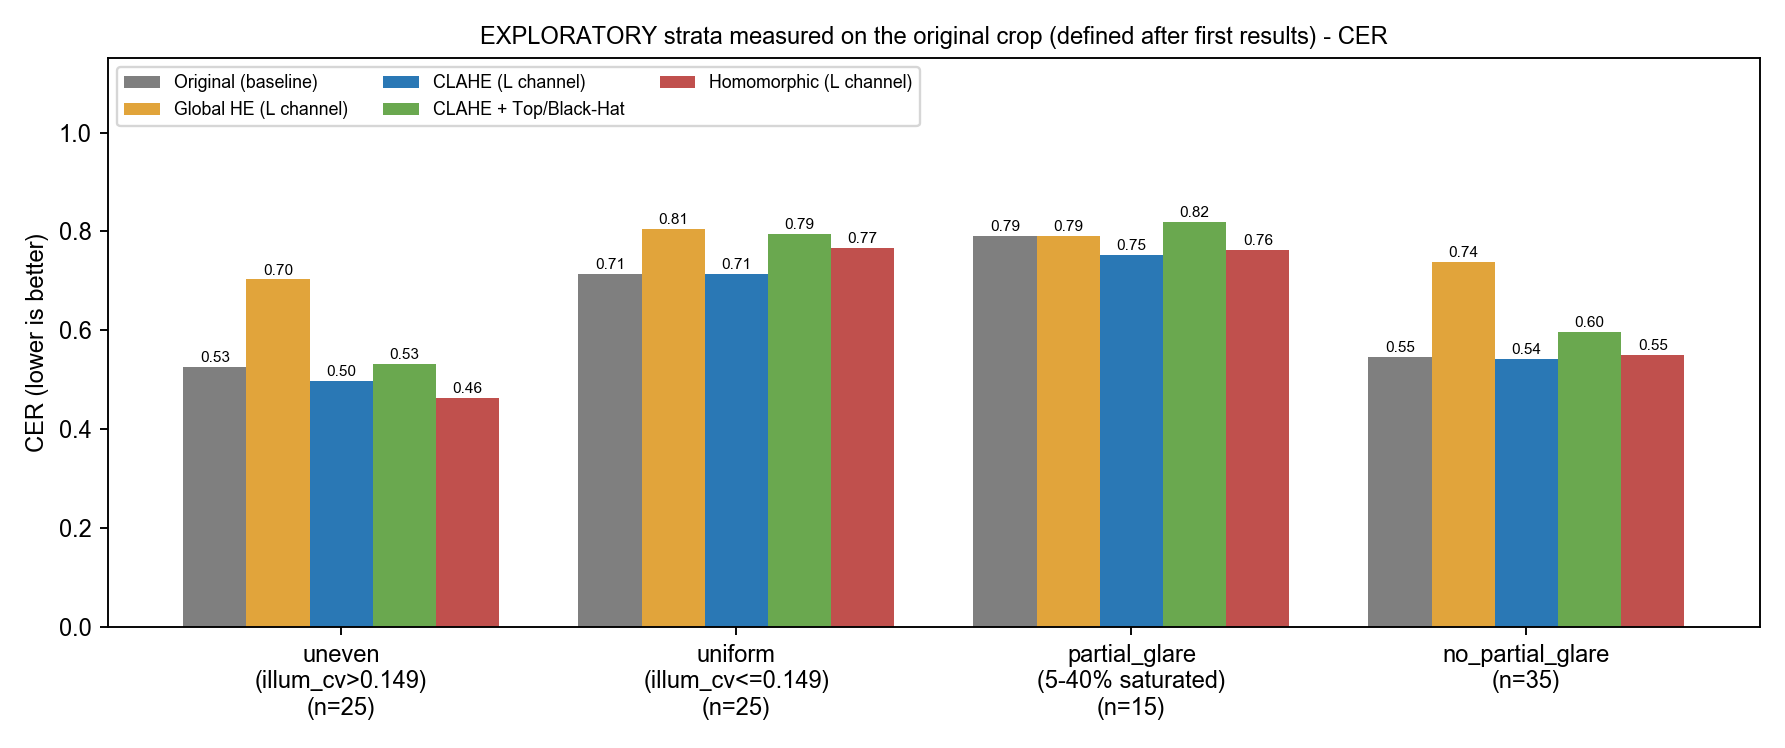 EXPLORATORY strata measured on the original crop (defined after first results) - CER
Original (baseline)
Global HE (L channel)
CLAHE (L channel)
CLAHE + Top/Black-Hat
Homomorphic (L channel)
CER (lower is better)
1.0
0.8
0.6
0.4
0.2
0.0
0.53 0.70 0.50 0.53 0.46
0.71 0.81 0.71 0.79 0.77
0.79 0.79 0.75 0.82 0.76
0.55 0.74 0.54 0.60 0.55
uneven
(illum_cv>0.149)
(n=25)
uniform
(illum_cv<=0.149)
(n=25)
partial_glare
(5-40% saturated)
(n=15)
no_partial_glare
(n=35)